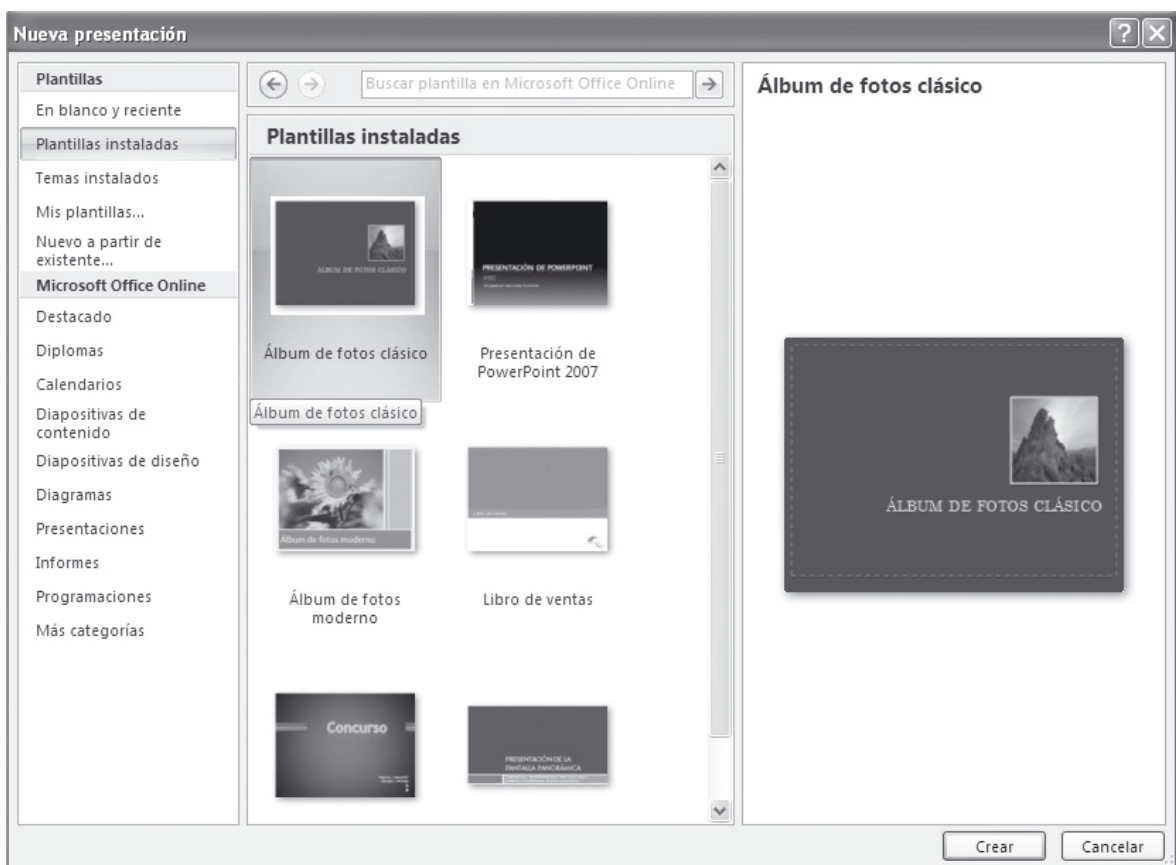 Nueva presentación
Plantillas
En blanco y reciente
Plantillas instaladas
Temas instalados
Mis plantillas...
Nuevo a partir de
existente...
Microsoft Office Online
Destacado
Diplomas
Calendarios
Diapositivas de
contenido
Diapositivas de diseño
Diagramas
Presentaciones
Informes
Programaciones
Más categorías
Buscar plantilla en Microsoft Office Online
Plantillas instaladas
ÁLBUM DE FOTOS CLÁSICO
Álbum de fotos clásico
PRESENTACIÓN DE POWERPOINT
2007
Presentación de
PowerPoint 2007
Álbum de fotos clásico
Álbum de fotos moderno
Álbum de fotos
moderno
LIBRO DE VENTAS
Libro de ventas
Concurso
PRESENTACIÓN DE LA
PANTALLA PANORÁMICA
Álbum de fotos clásico
ÁLBUM DE FOTOS CLÁSICO
Crear
Cancelar